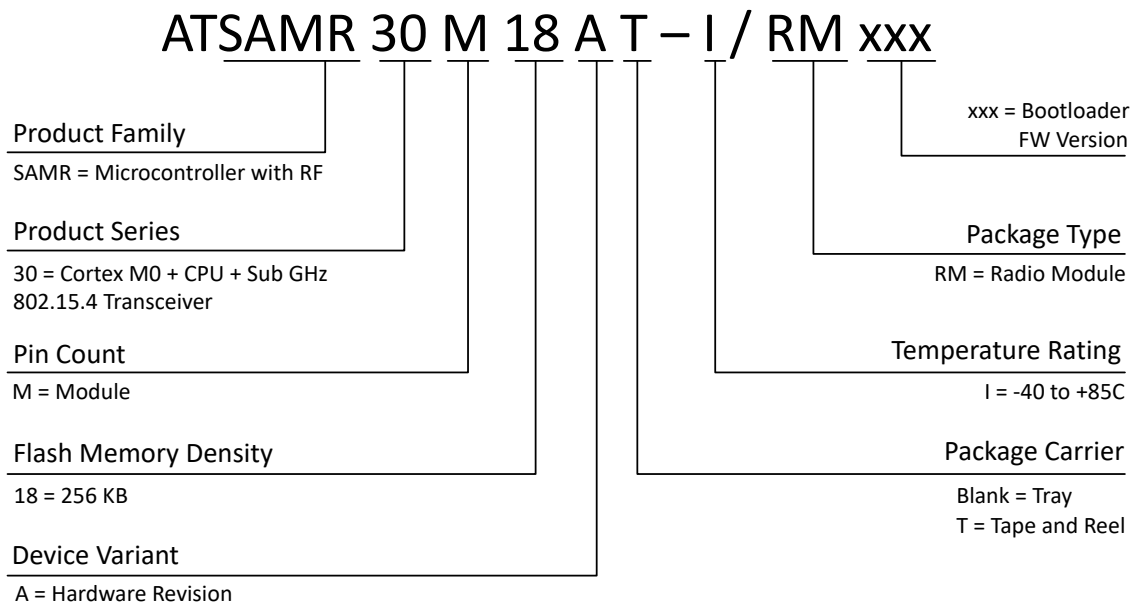 ATSAMR 30 M 18 A T – I / RM xxx
Product Family
SAMR = Microcontroller with RF
Product Series
30 = Cortex M0 + CPU + Sub GHz
802.15.4 Transceiver
Pin Count
M = Module
Flash Memory Density
18 = 256 KB
Device Variant
A = Hardware Revision
xxx = Bootloader
FW Version
Package Type
RM = Radio Module
Temperature Rating
I = -40 to +85C
Package Carrier
Blank = Tray
T = Tape and Reel